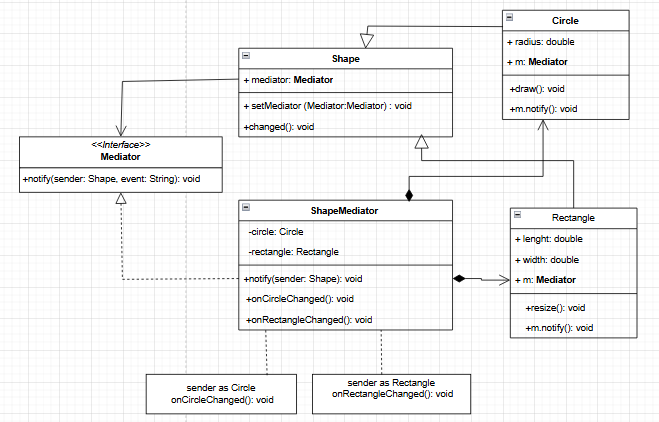 Circle
+ radius: double
+ m: Mediator
+draw(): void
+m.notify(): void
Shape
+ mediator: Mediator
+ setMediator (Mediator:Mediator) : void
+changed(): void
<<Interface>>
Mediator
+notify(sender: Shape, event: String): void
ShapeMediator
-circle: Circle
-rectangle: Rectangle
+notify(sender: Shape): void
+onCircleChanged(): void
+onRectangleChanged(): void
Rectangle
+ lenght: double
+ width: double
+ m: Mediator
+resize(): void
+m.notify(): void
sender as Circle
onCircleChanged(): void
sender as Rectangle
onRectangleChanged(): void